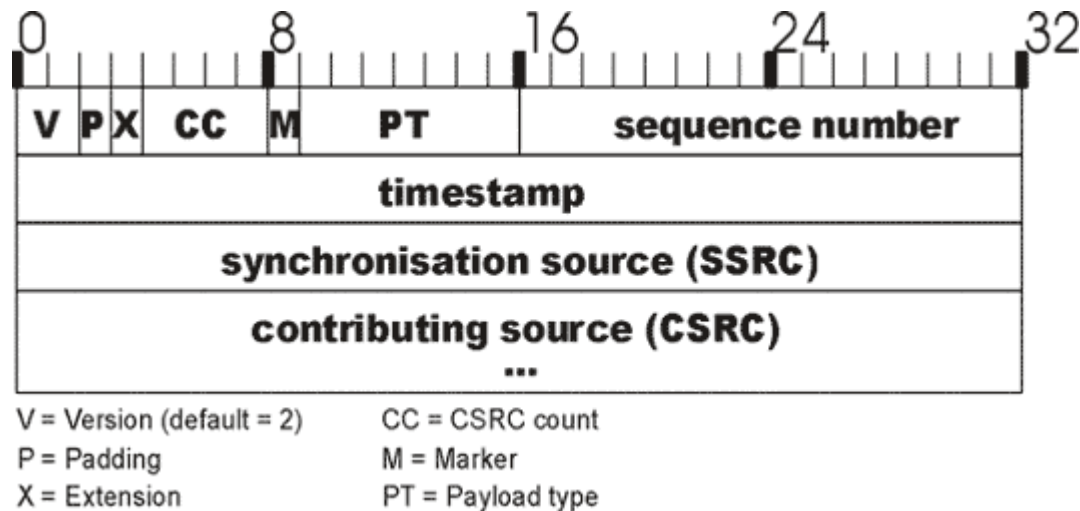 0 8 16 24 32
V P X CC M PT sequence number
timestamp
synchronisation source (SSRC)
contributing source (CSRC)
...
V = Version (default = 2) CC = CSRC count
P = Padding M = Marker
X = Extension PT = Payload type